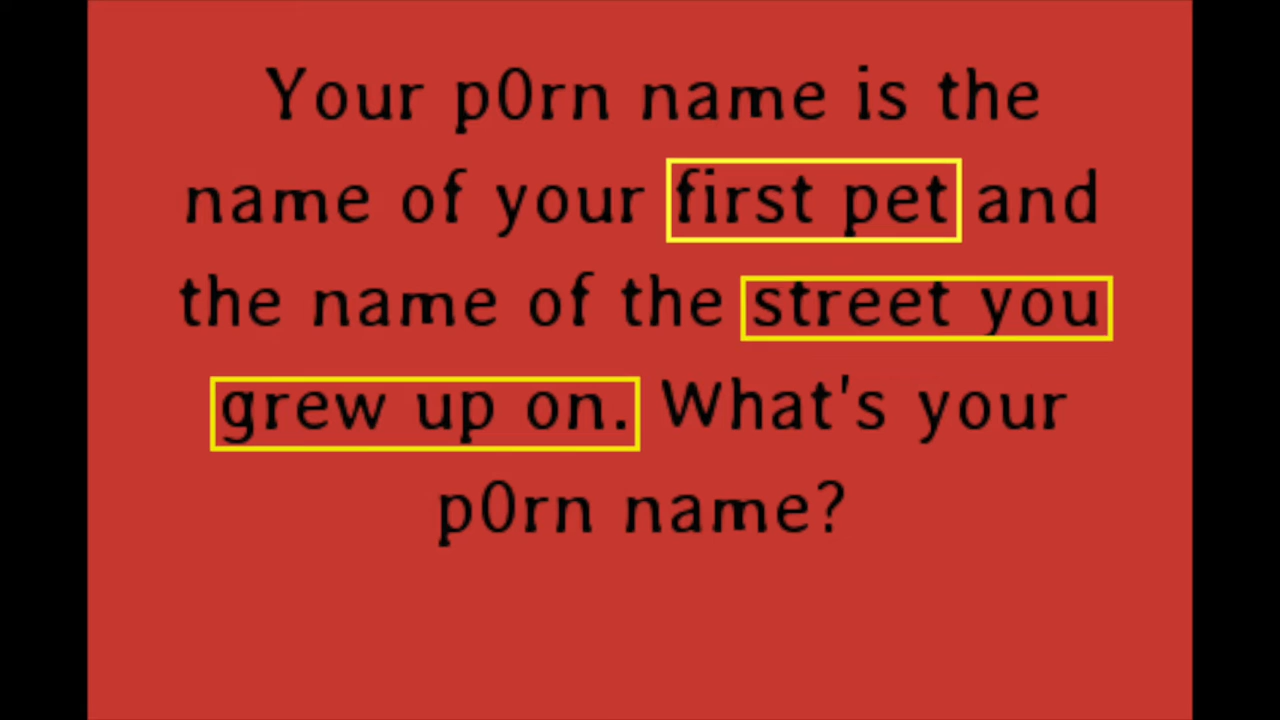 Your p0rn name is the
name of your first pet and
the name of the street you
grew up on. What's your
p0rn name?